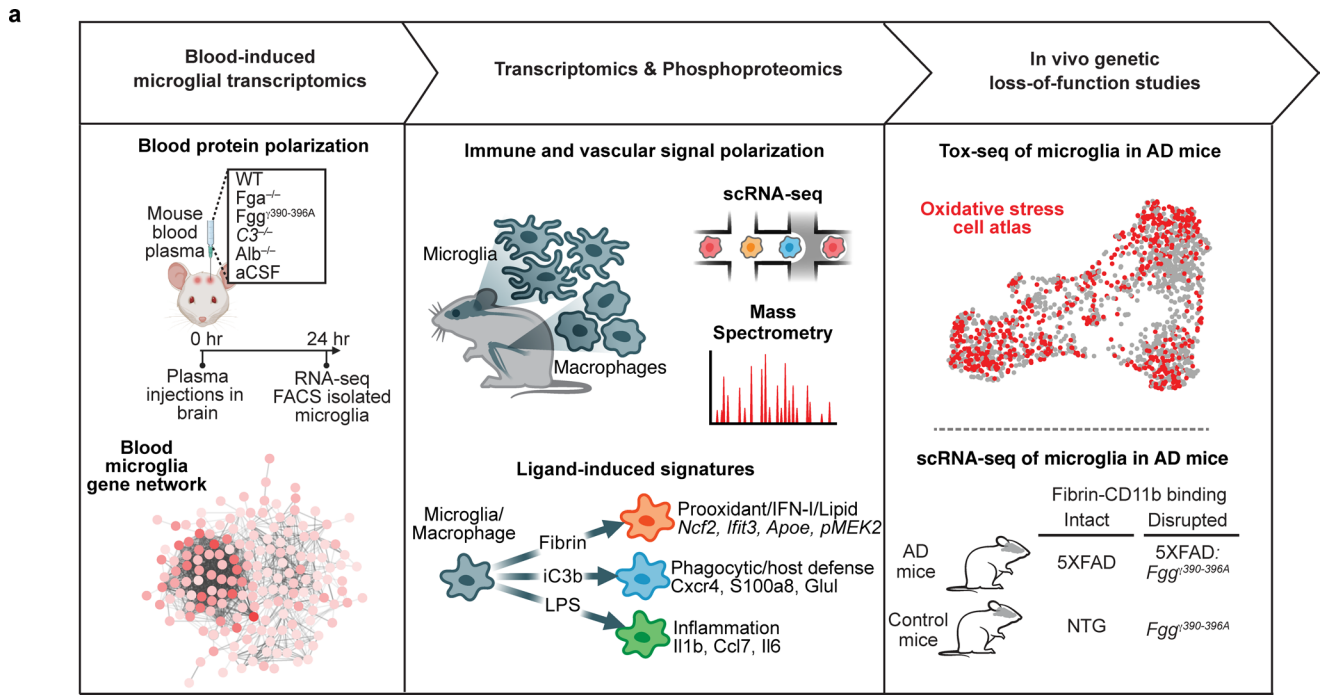 a
Blood-induced
microglial transcriptomics
Transcriptomics & Phosphoproteomics
In vivo genetic
loss-of-function studies
Blood protein polarization
Mouse
blood
plasma
WT
Fga⁻/⁻
Fggγ390-396A
C3⁻/⁻
Alb⁻/⁻
aCSF
0 hr
24 hr
Plasma
injections in
brain
RNA-seq
FACS isolated
microglia
Blood
microglia
gene network
Immune and vascular signal polarization
Microglia
Macrophages
scRNA-seq
Mass
Spectrometry
Ligand-induced signatures
Microglia/
Macrophage
Fibrin
iC3b
LPS
Prooxidant/IFN-I/Lipid
Ncf2, Ifit3, Apoe, pMEK2
Phagocytic/host defense
Cxcr4, S100a8, Glul
Inflammation
Il1b, Ccl7, Il6
Tox-seq of microglia in AD mice
Oxidative stress
cell atlas
scRNA-seq of microglia in AD mice
Fibrin-CD11b binding
Intact
Disrupted
AD
mice
5XFAD
5XFAD:
Fggγ390-396A
Control
mice
NTG
Fggγ390-396A